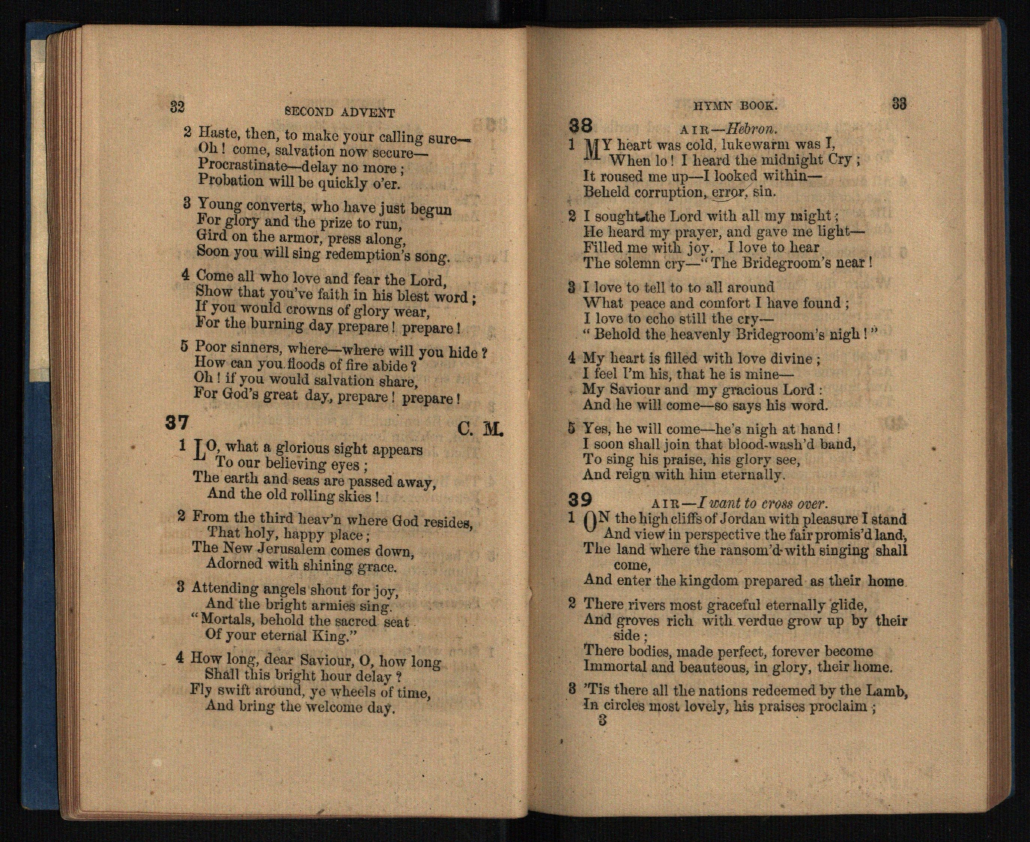 32
SECOND ADVENT
2 Haste, then, to make your calling sure—
Oh! come, salvation now secure—
Procrastinate—delay no more;
Probation will be quickly o'er.
3 Young converts, who have just begun
For glory and the prize to run,
Gird on the armor, press along,
Soon you will sing redemption's song.
4 Come all who love and fear the Lord,
Show that you've faith in his blest word;
If you would crowns of glory wear,
For the burning day prepare! prepare!
5 Poor sinners, where—where will you hide?
How can you floods of fire abide?
Oh! if you would salvation share,
For God's great day, prepare! prepare!
37 C. M.
1 LO, what a glorious sight appears
To our believing eyes;
The earth and seas are passed away,
And the old rolling skies!
2 From the third heav'n where God resides,
That holy, happy place;
The New Jerusalem comes down,
Adorned with shining grace.
3 Attending angels shout for joy,
And the bright armies sing.
"Mortals, behold the sacred seat
Of your eternal King."
4 How long, dear Saviour, O, how long
Shall this bright hour delay?
Fly swift around, ye wheels of time,
And bring the welcome day.
HYMN BOOK.
33
38 AIR—Hebron.
1 MY heart was cold, lukewarm was I,
When lo! I heard the midnight Cry;
It roused me up—I looked within—
Beheld corruption, error, sin.
2 I sought the Lord with all my might;
He heard my prayer, and gave me light—
Filled me with joy. I love to hear
The solemn cry—"The Bridegroom's near!
3 I love to tell to to all around
What peace and comfort I have found;
I love to echo still the cry—
"Behold the heavenly Bridegroom's nigh!"
4 My heart is filled with love divine;
I feel I'm his, that he is mine—
My Saviour and my gracious Lord:
And he will come—so says his word.
5 Yes, he will come—he's nigh at hand!
I soon shall join that blood-wash'd band,
To sing his praise, his glory see,
And reign with him eternally.
39 AIR—I want to cross over.
1 ON the high cliffs of Jordan with pleasure I stand
And view in perspective the fair promis'd land,
The land where the ransom'd with singing shall
come,
And enter the kingdom prepared as their home
2 There rivers most graceful eternally glide,
And groves rich with verdue grow up by their
side;
There bodies, made perfect, forever become
Immortal and beauteous, in glory, their home.
3 'Tis there all the nations redeemed by the Lamb,
In circles most lovely, his praises proclaim;
3